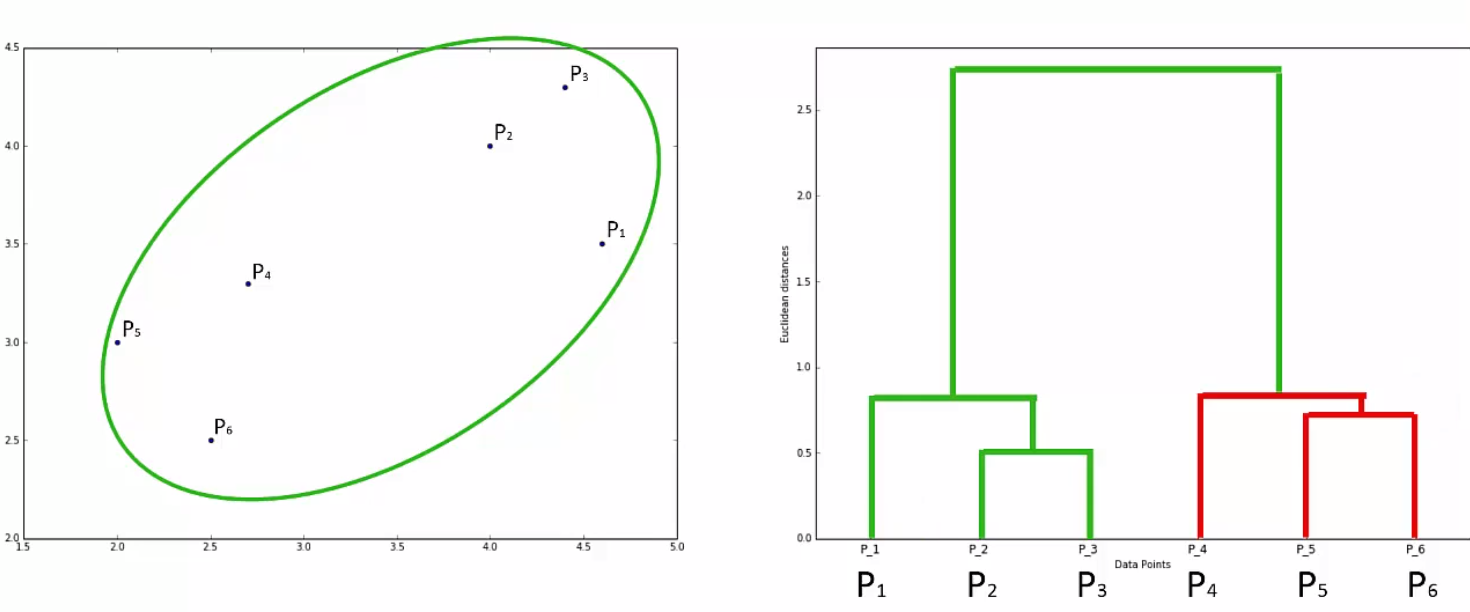 4.5
4.0
3.5
3.0
2.5
2.0
1.5 2.0 2.5 3.0 3.5 4.0 4.5 5.0
P3
P2
P1
P4
P5
P6
Euclidean distances
2.5
2.0
1.5
1.0
0.5
0.0
P_1 P_2 P_3 P_4 P_5 P_6
Data Points
P1 P2 P3 P4 P5 P6